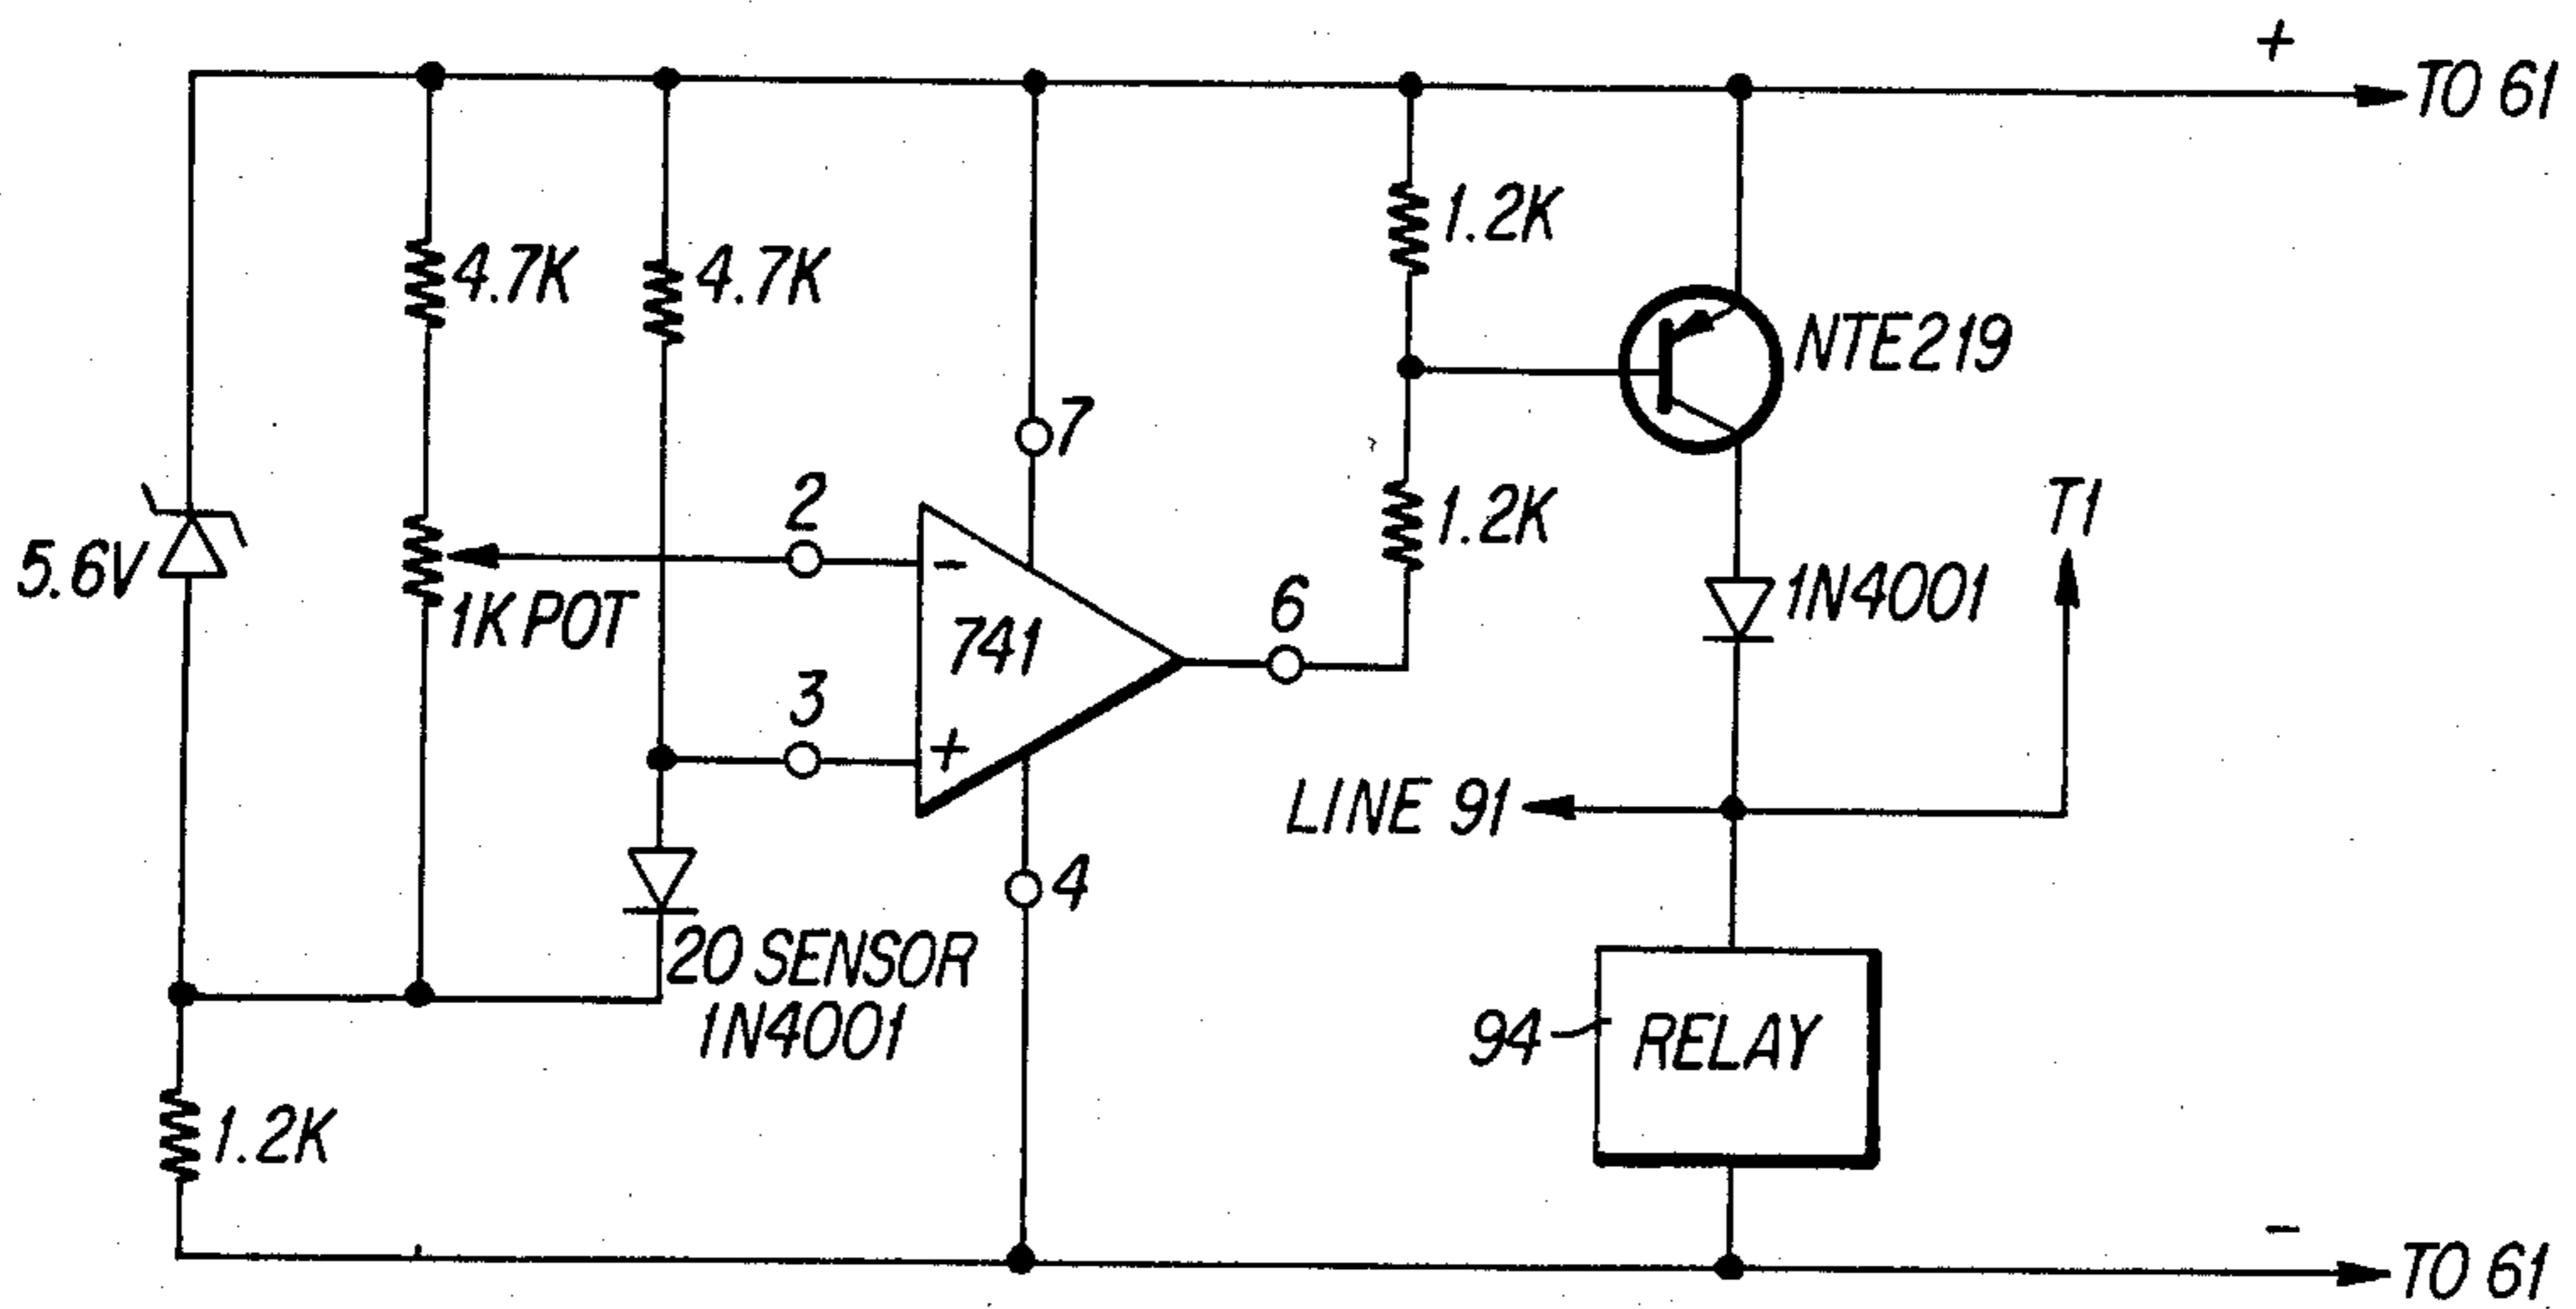 +
TO 61
1.2K
4.7K
4.7K
NTE219
7
2
T1
5.6V
-
1.2K
1N4001
1K POT
6
741
3
+
LINE 91
4
20 SENSOR
1N4001
94
RELAY
1.2K
-
TO 61